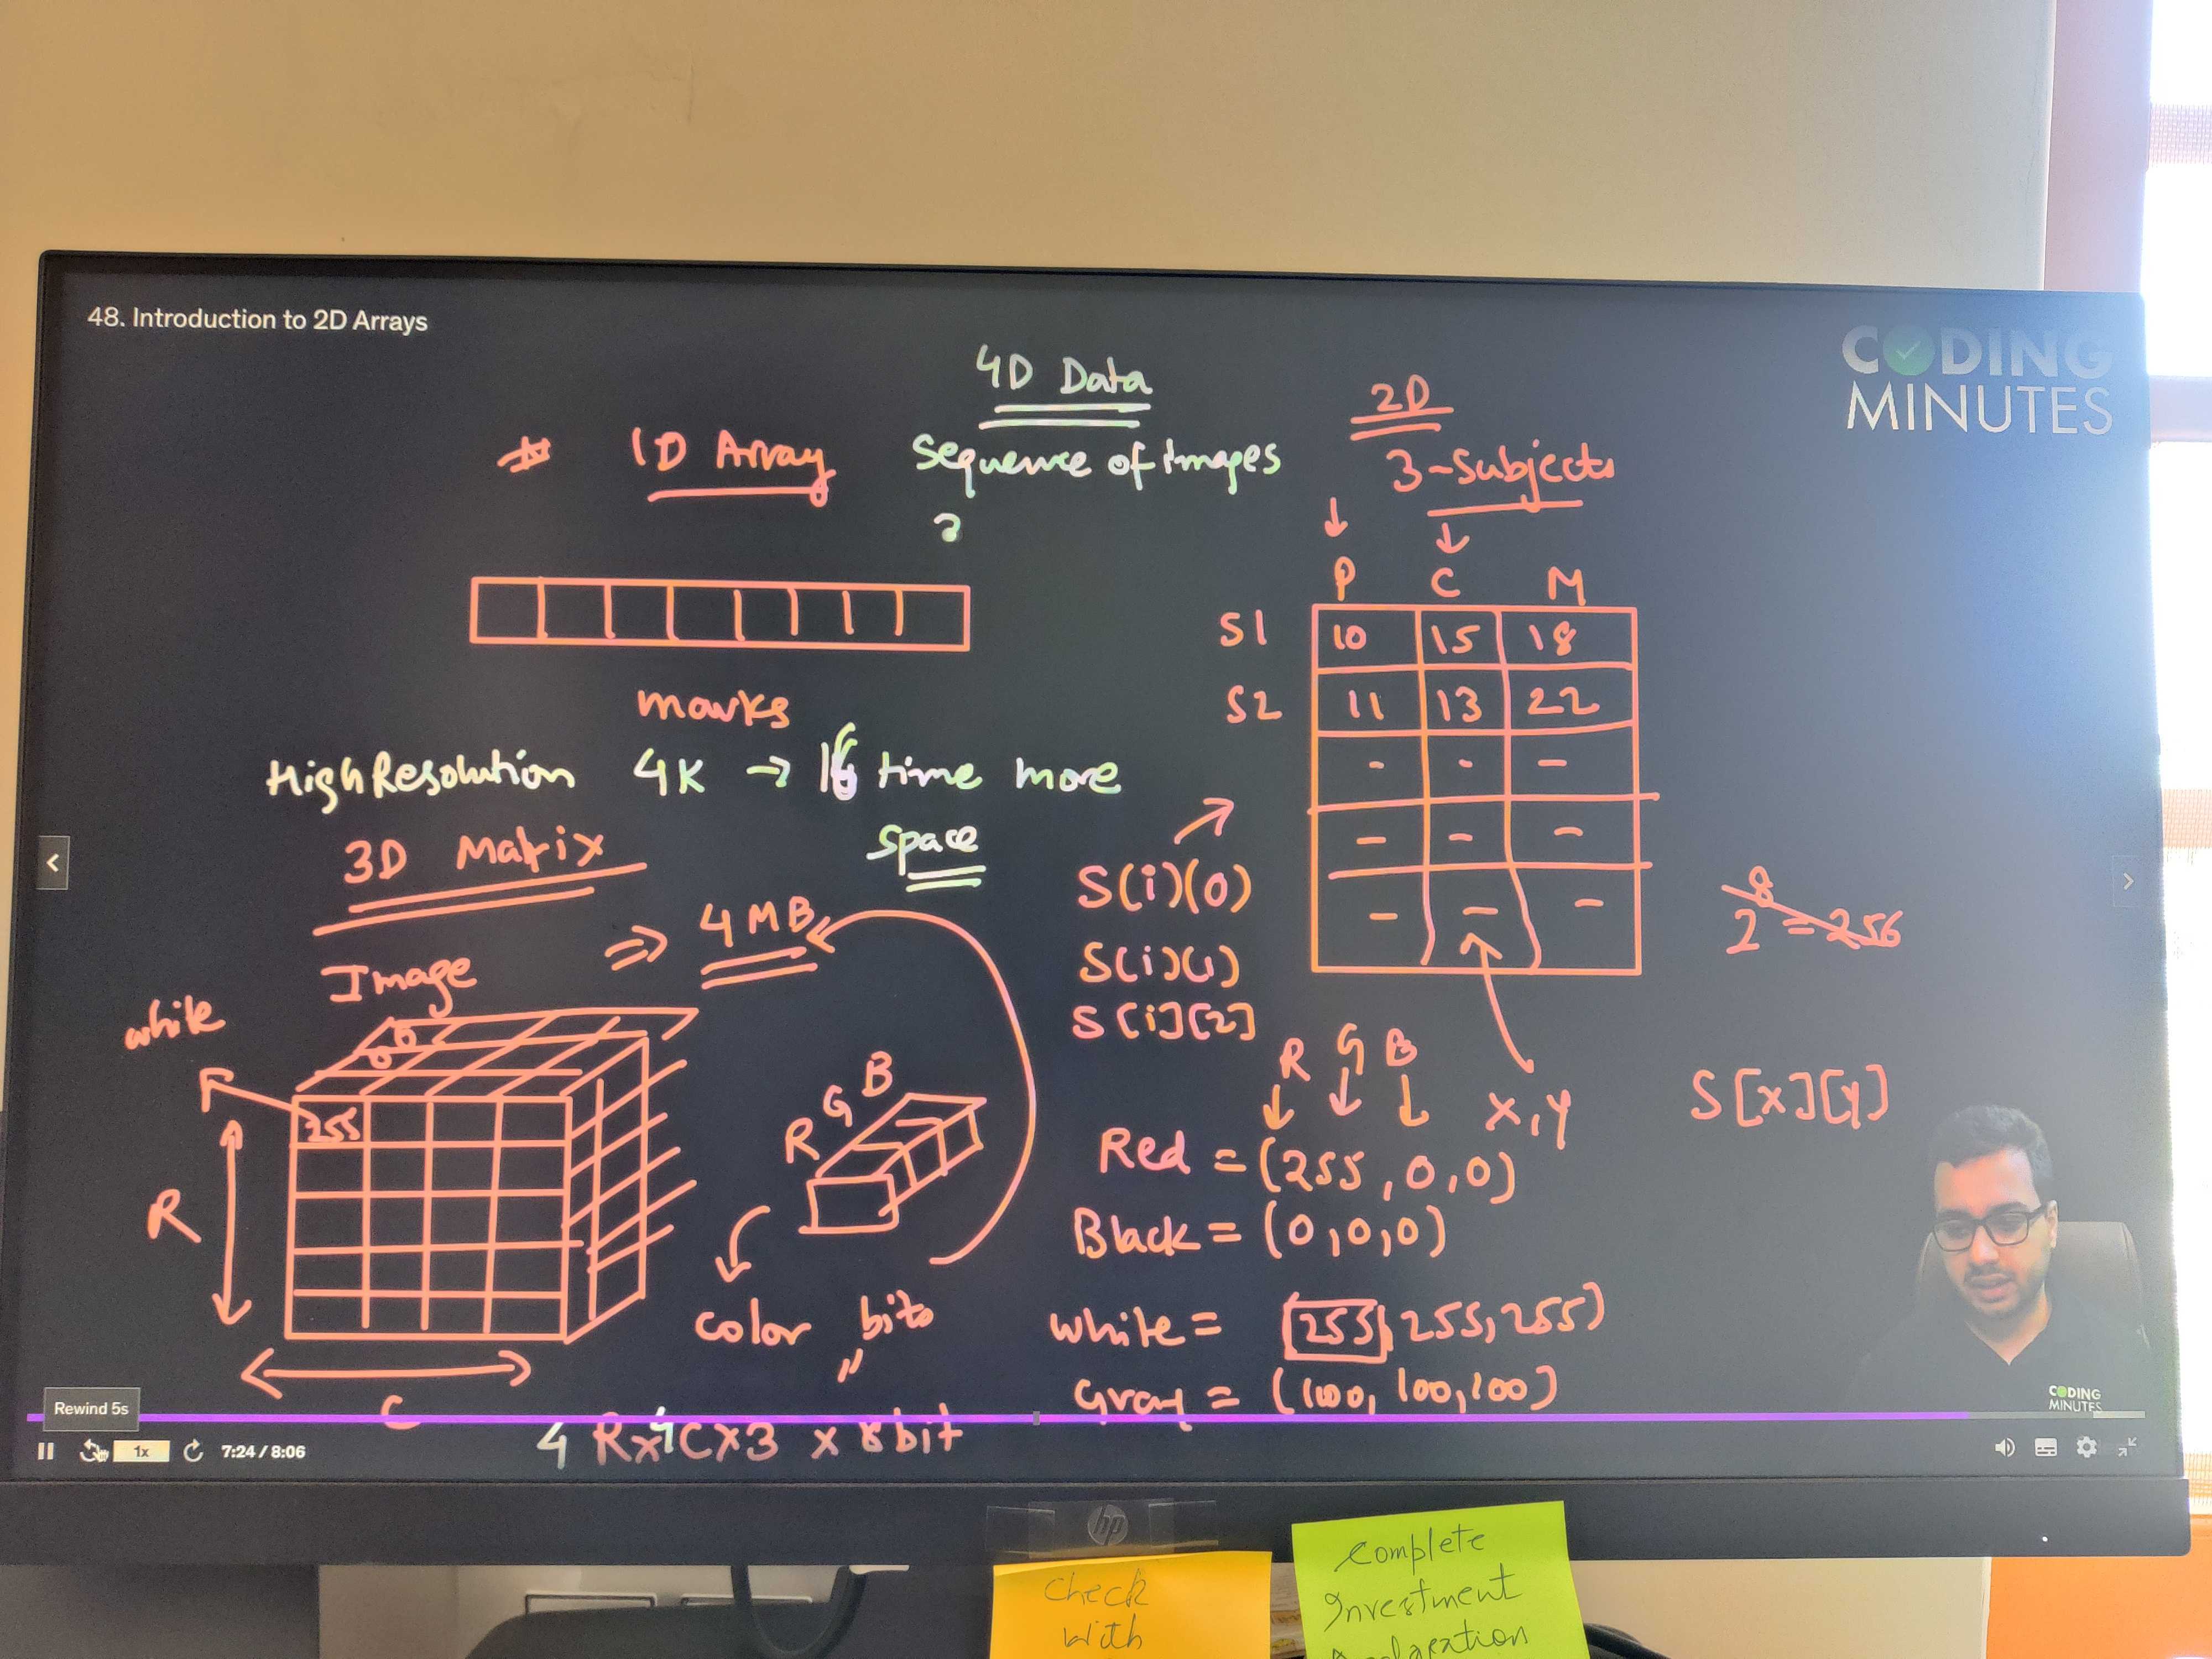 48. Introduction to 2D Arrays
CODING
MINUTES
4D Data
Sequence of images
?
1D Array
marks
2D
3-Subjects
P C M
S1 10 15 18
S2 11 13 22
- - -
- - -
- - -
High Resolution 4K → 16 time more
space
3D Matrix
Image ⇒ 4 MB
white
255
R
C
R G B
color bits
4 R x 4 C x 3 x 8bit
S(i)(0)
S(i)(1)
S[i][2]
x,y
S[x][y]
2^8 = 256
R G B
Red = (255,0,0)
Black = (0,0,0)
white = (255,255,255)
Gray = (100,100,100)
CODING
MINUTES
Rewind 5s
1x
7:24 / 8:06
hp
check
with
complete
Investment